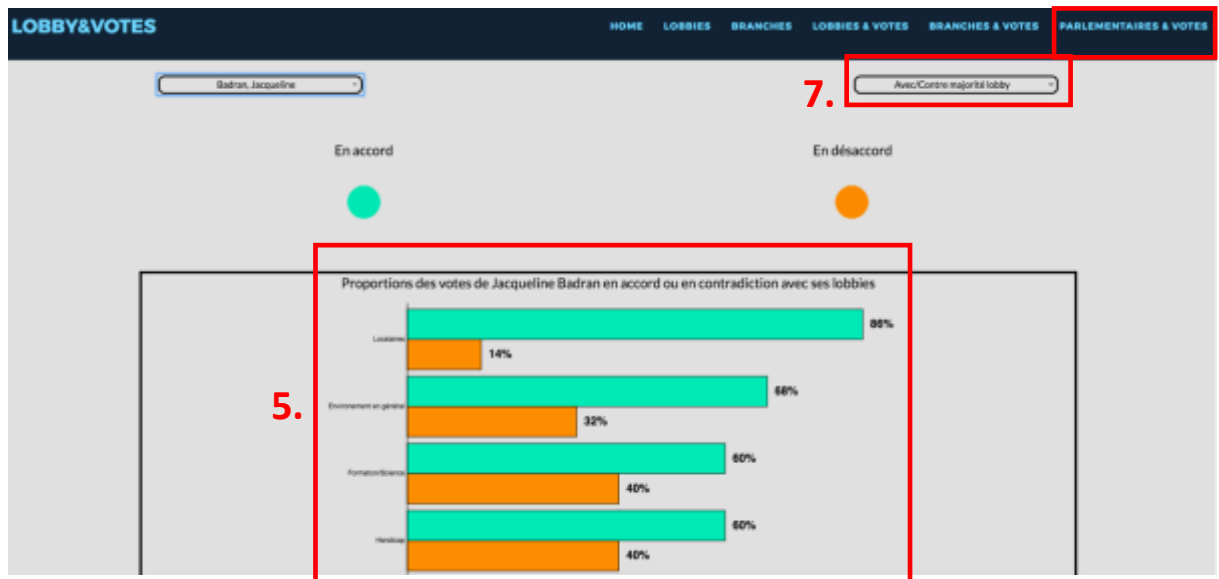 LOBBY&VOTES
HOME LOBBIES BRANCHES LOBBIES & VOTES BRANCHES & VOTES PARLEMENTAIRES & VOTES
Badran, Jacqueline
7.
Avec/Contre majorité lobby
En accord
En désaccord
Proportions des votes de Jacqueline Badran en accord ou en contradiction avec ses lobbies
5.
Locataires
86%
14%
Environnement en général
68%
32%
Formation/Science
60%
40%
Handicap
60%
40%